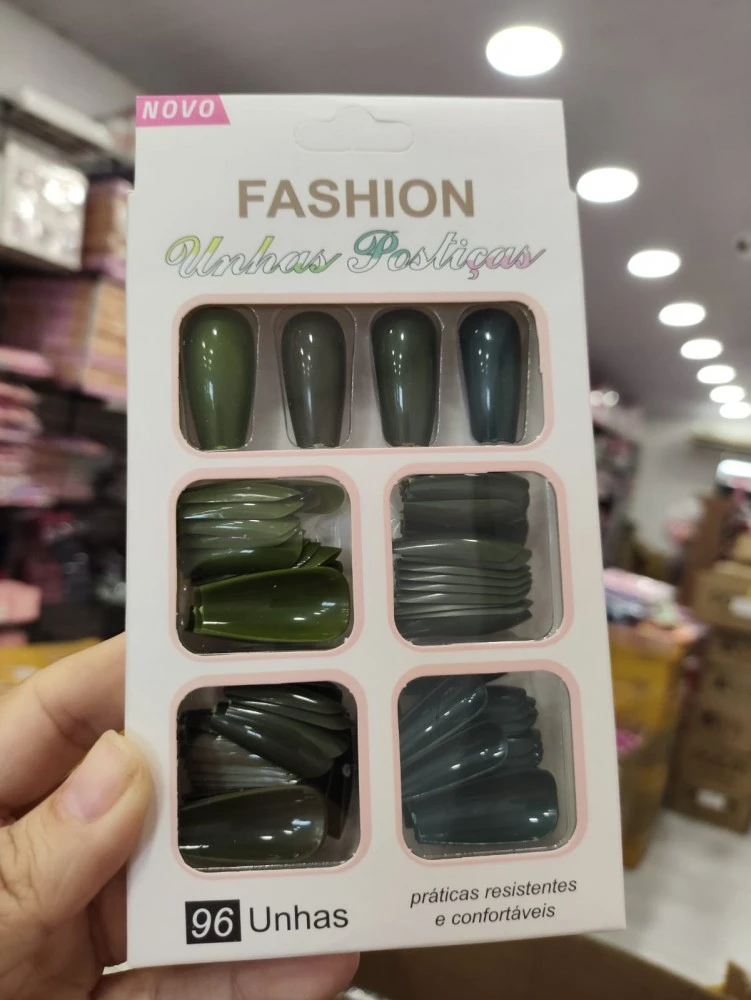 NOVO
FASHION
Unhas Postiças
96 Unhas
práticas resistentes
e confortáveis